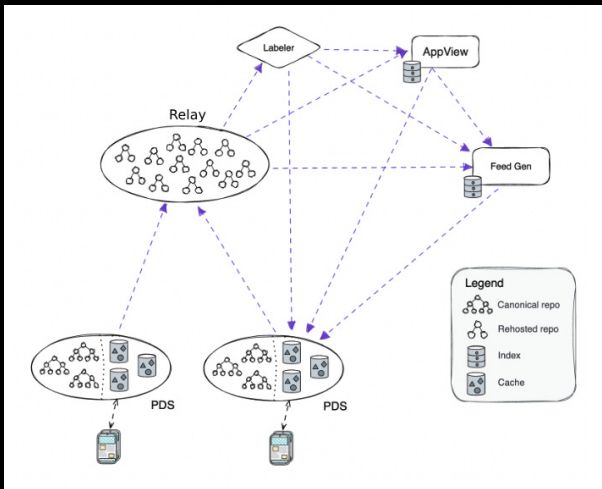 Labeler
AppView
Relay
Feed Gen
Legend
Canonical repo
Rehosted repo
Index
Cache
PDS
PDS